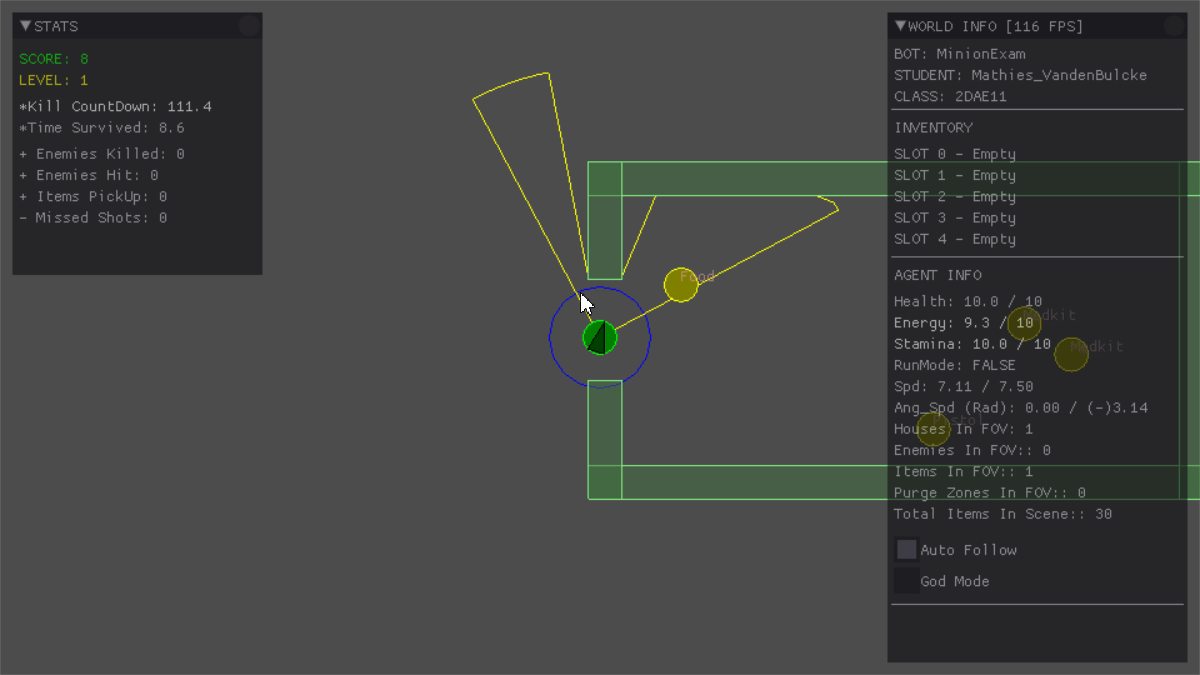 STATS
SCORE: 8
LEVEL: 1
*Kill CountDown: 111.4
*Time Survived: 8.6
+ Enemies Killed: 0
+ Enemies Hit: 0
+ Items PickUp: 0
- Missed Shots: 0
Food
WORLD INFO [116 FPS]
BOT: MinionExam
STUDENT: Mathies_VandenBulcke
CLASS: 2DAE11
INVENTORY
SLOT 0 - Empty
SLOT 1 - Empty
SLOT 2 - Empty
SLOT 3 - Empty
SLOT 4 - Empty
AGENT INFO
Health: 10.0 / 10
Medkit
Energy: 9.3 / 10
Stamina: 10.0 / 10
Medkit
RunMode: FALSE
Spd: 7.11 / 7.50
Ang_Spd (Rad): 0.00 / (-)3.14
Pistol
Houses In FOV: 1
Enemies In FOV:: 0
Items In FOV:: 1
Purge Zones In FOV:: 0
Total Items In Scene:: 30
Auto Follow
God Mode